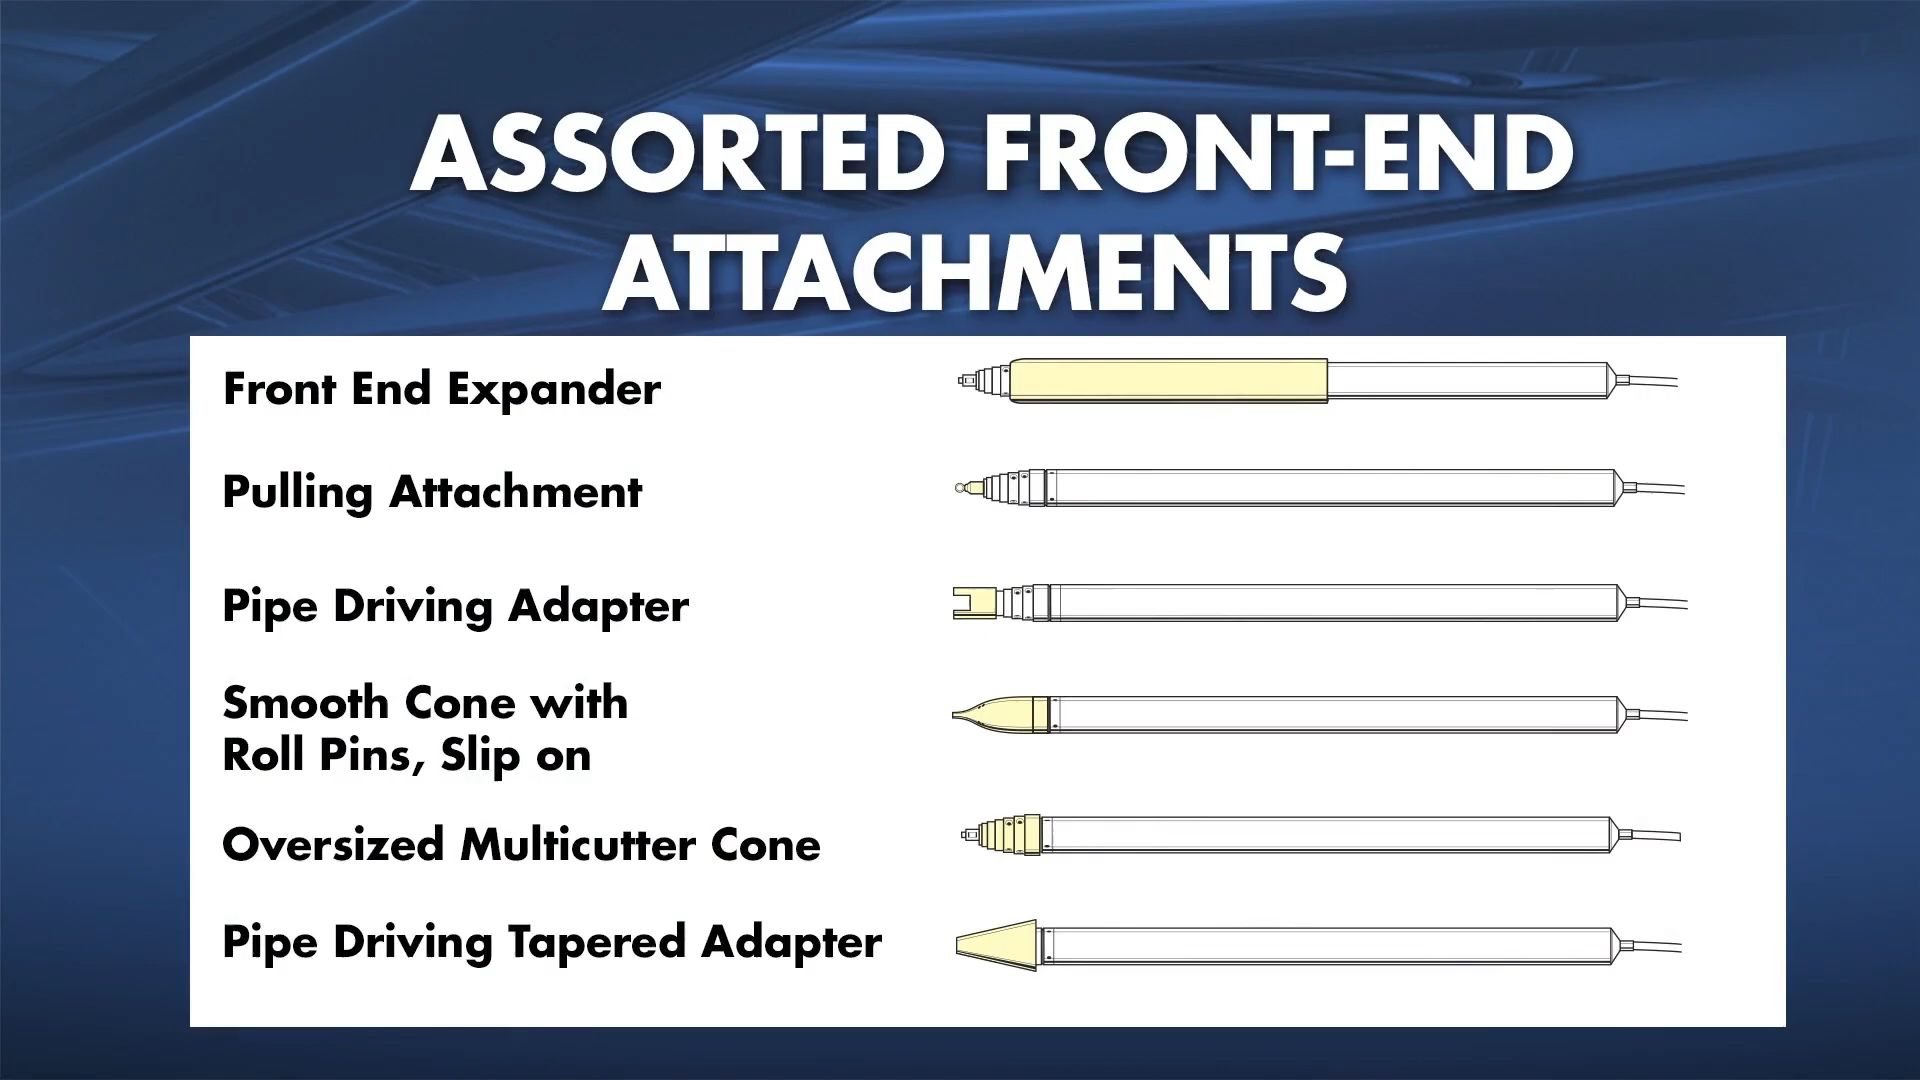 ASSORTED FRONT-END
ATTACHMENTS
Front End Expander
Pulling Attachment
Pipe Driving Adapter
Smooth Cone with
Roll Pins, Slip on
Oversized Multicutter Cone
Pipe Driving Tapered Adapter